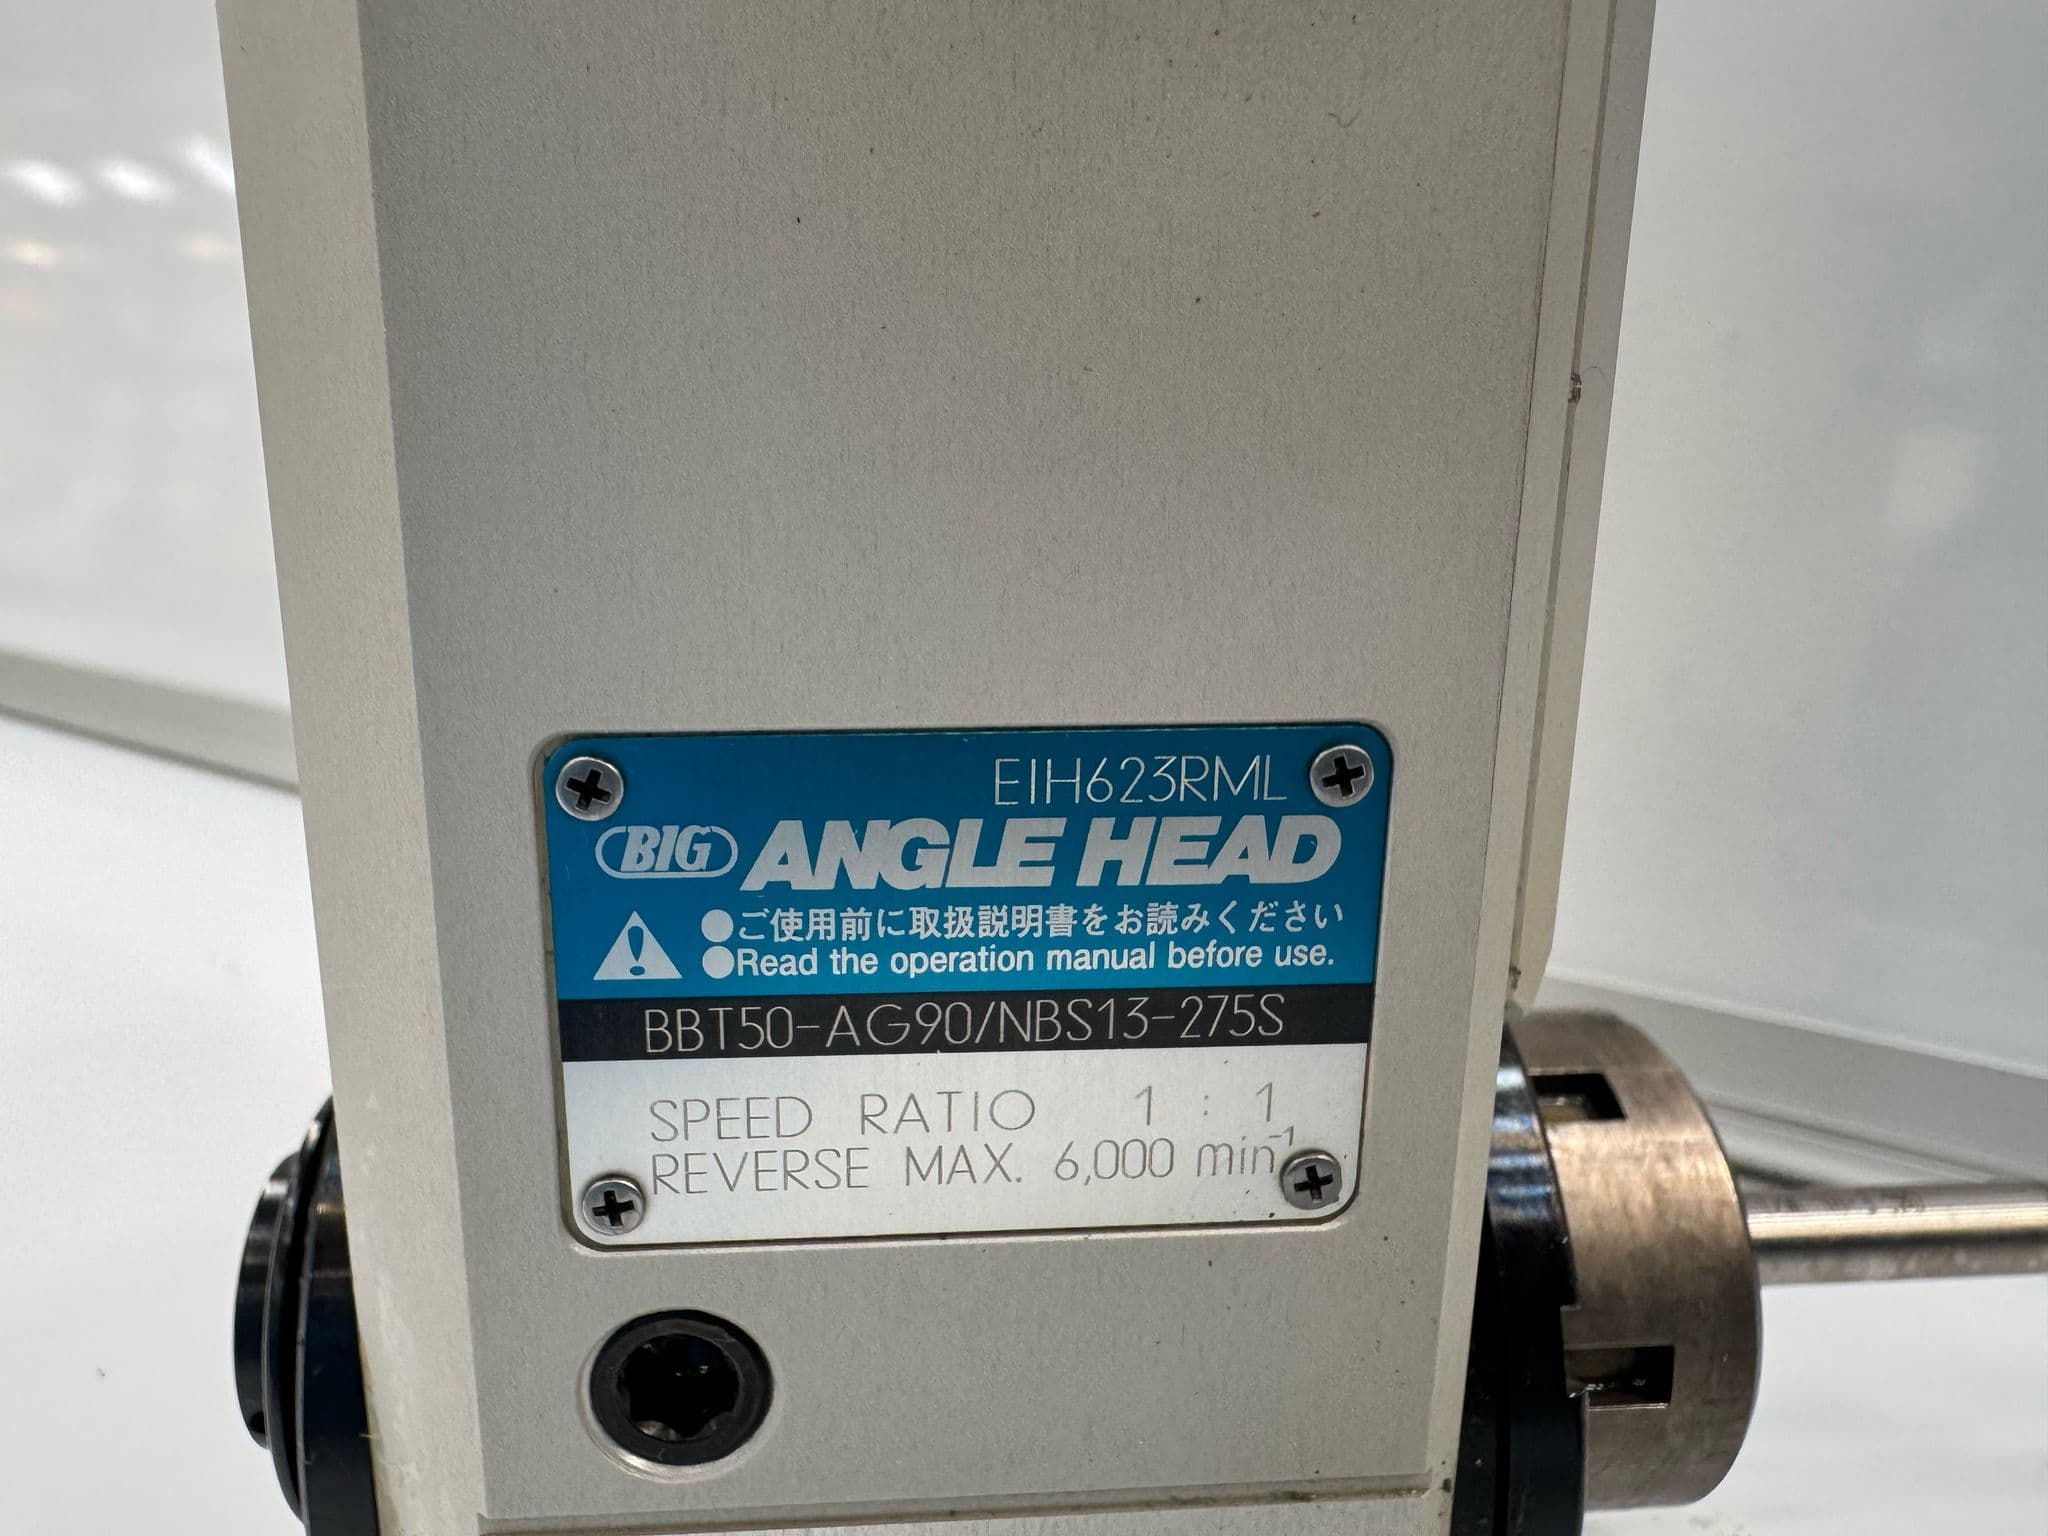 EIH623RML
BIG ANGLE HEAD
●ご使用前に取扱説明書をお読みください
●Read the operation manual before use.
BBT50-AG90/NBS13-275S
SPEED RATIO 1 : 1
REVERSE MAX. 6,000 min⁻¹